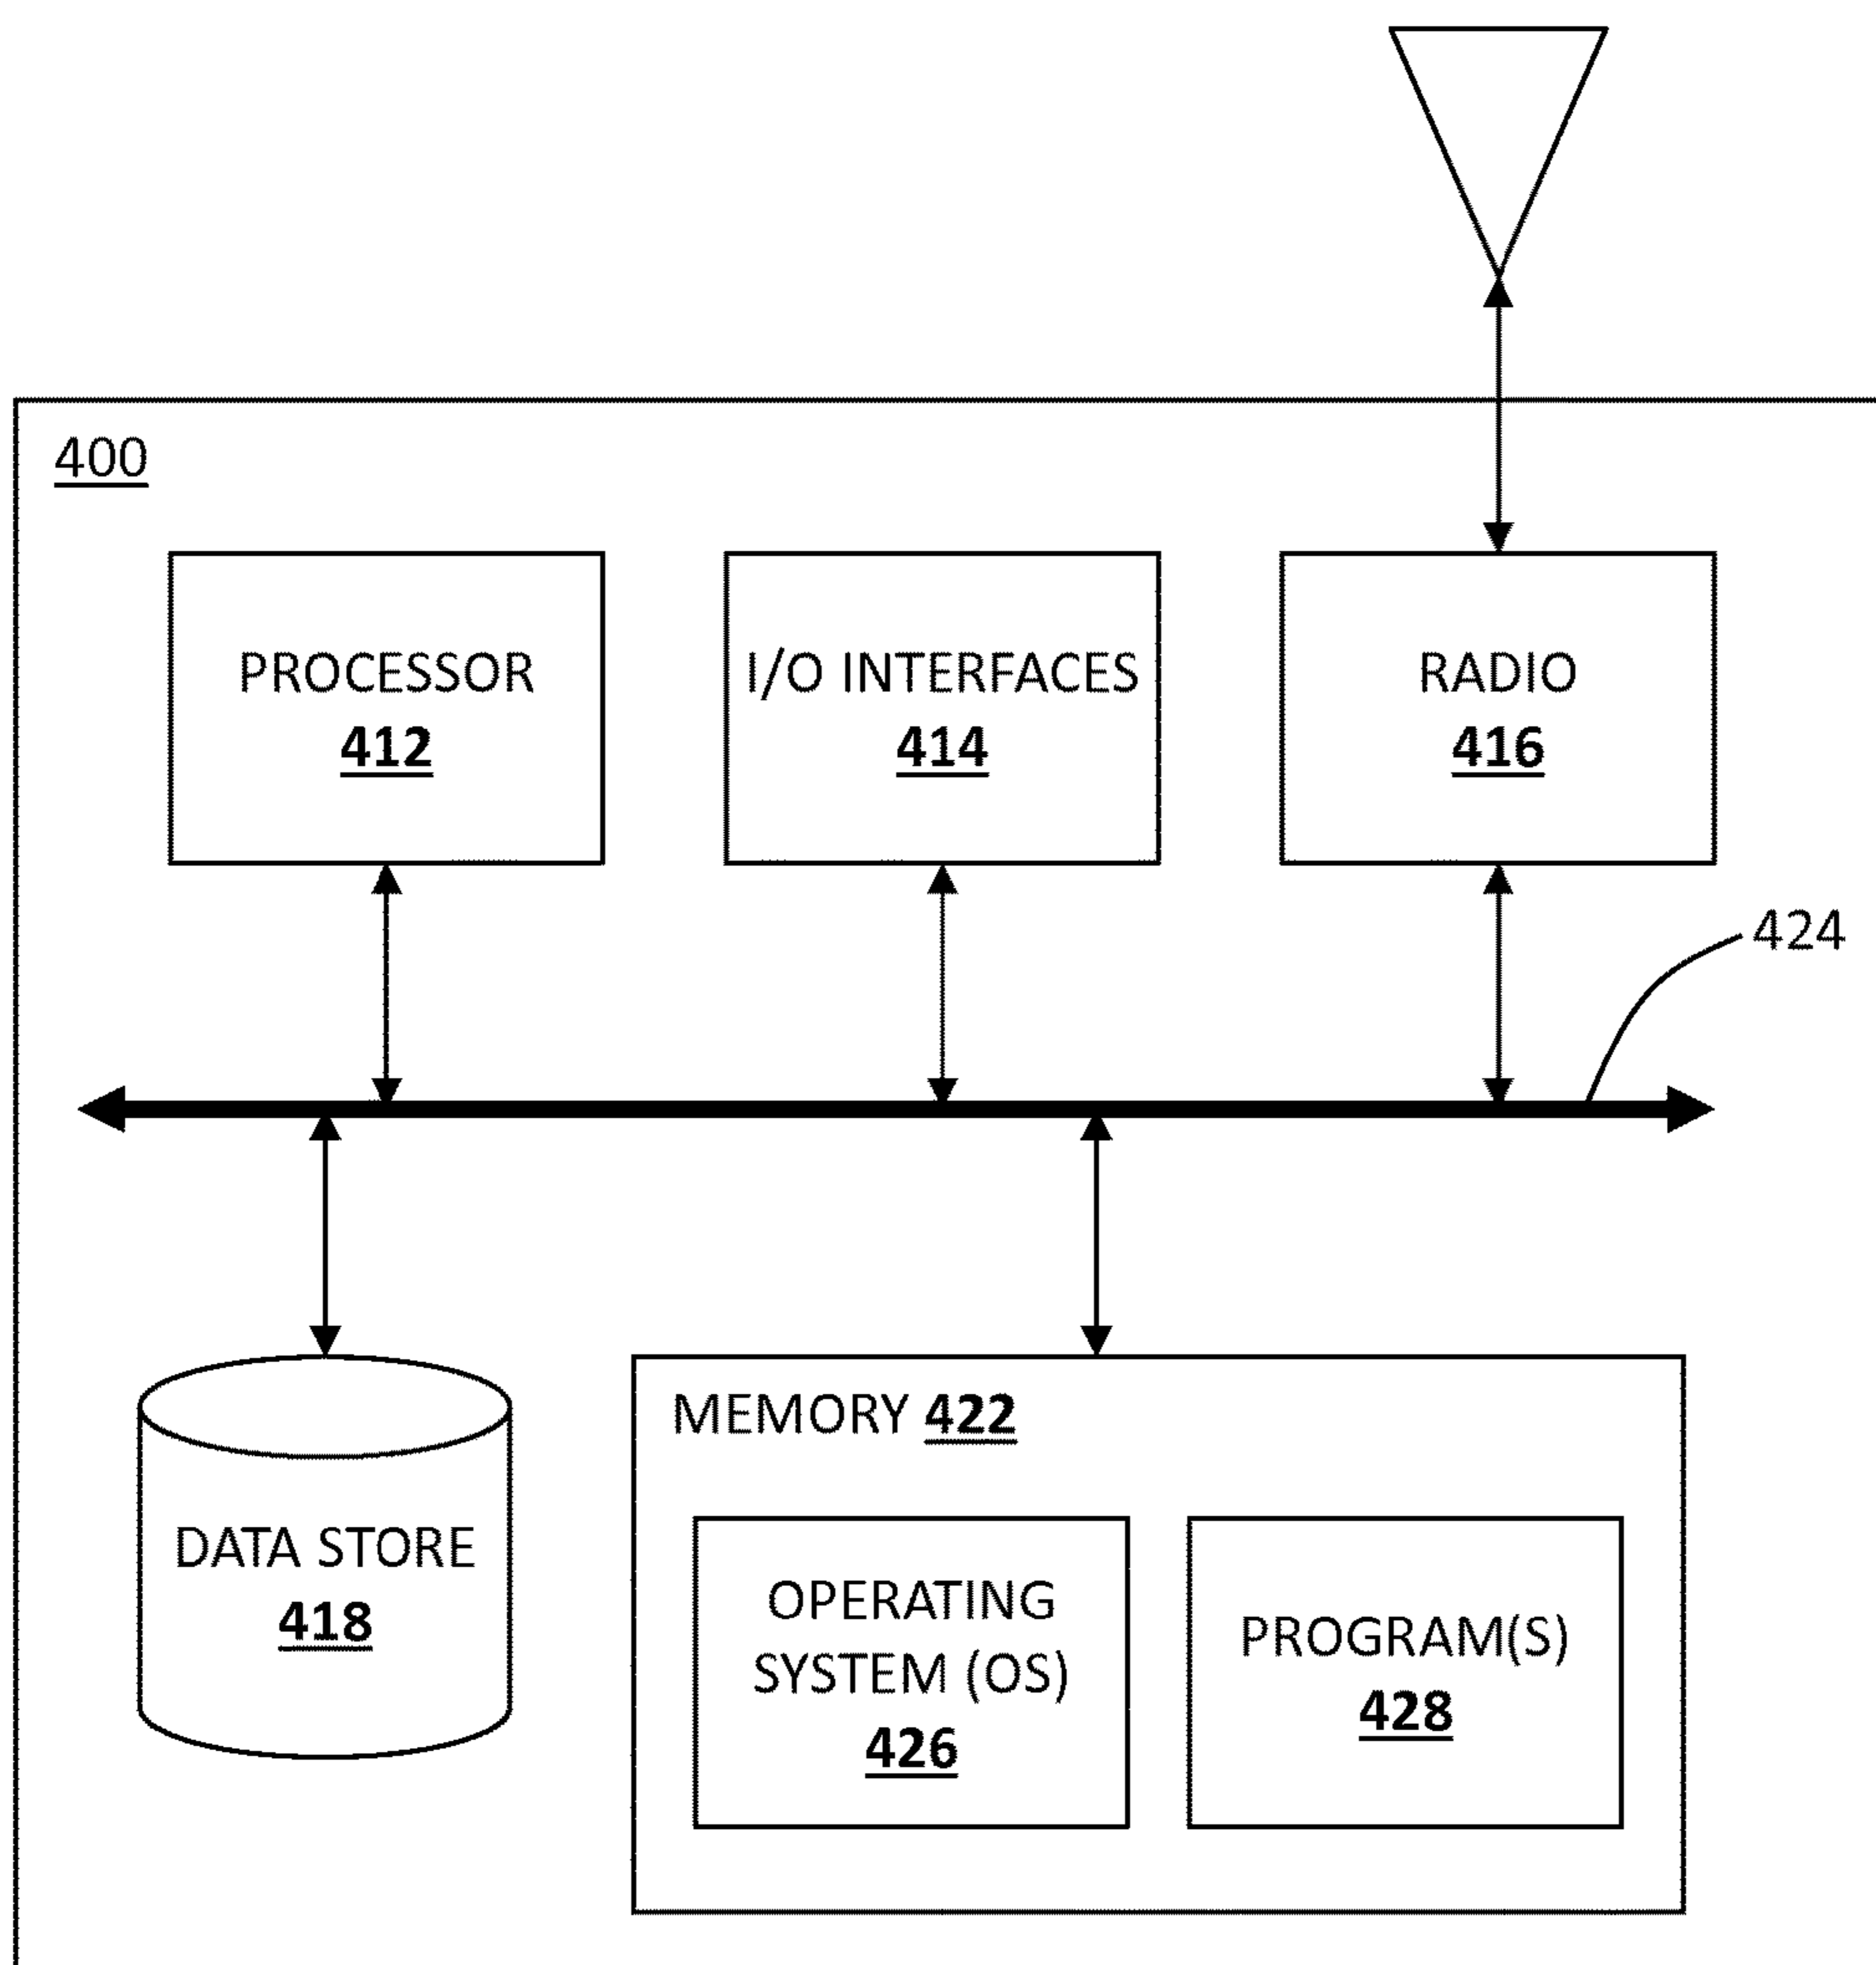 400
PROCESSOR
412
I/O INTERFACES
414
RADIO
416
424
DATA STORE
418
MEMORY 422
OPERATING
SYSTEM (OS)
426
PROGRAM(S)
428